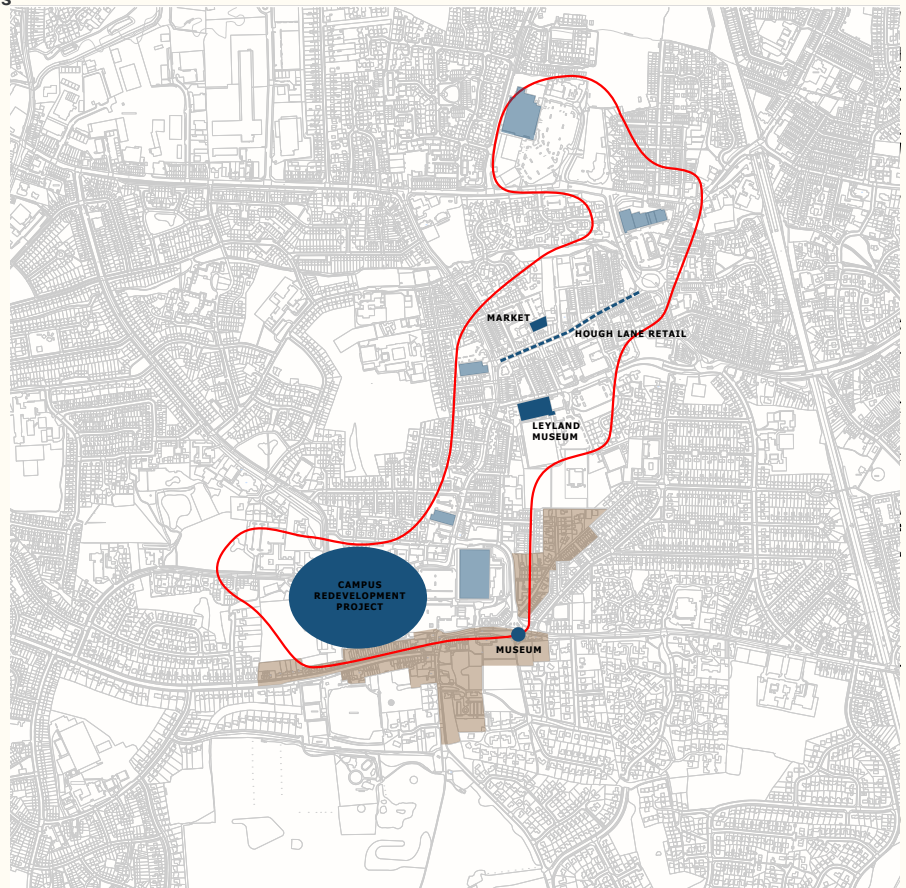 s
MARKET
HOUGH LANE RETAIL
LEYLAND
MUSEUM
CAMPUS
REDEVELOPMENT
PROJECT
MUSEUM